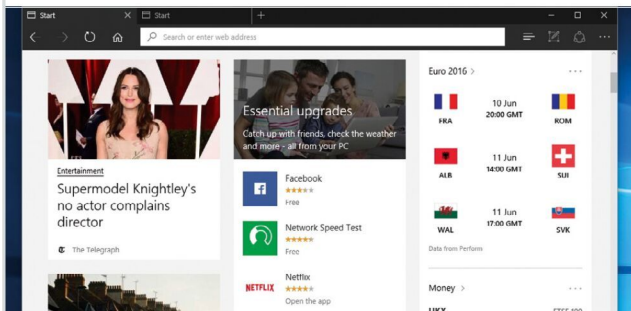 Start
Start
Search or enter web address
Entertainment
Supermodel Knightley's
no actor complains
director
The Telegraph
Essential upgrades
Catch up with friends, check the weather
and more - all from your PC
Facebook
Free
Network Speed Test
Free
NETFLIX
Netflix
Open the app
Euro 2016
10 Jun
20:00 GMT
FRA
ROM
11 Jun
14:00 GMT
ALB
SUI
11 Jun
17:00 GMT
WAL
SVK
Data from Perform
Money
UKX
FTSE 100